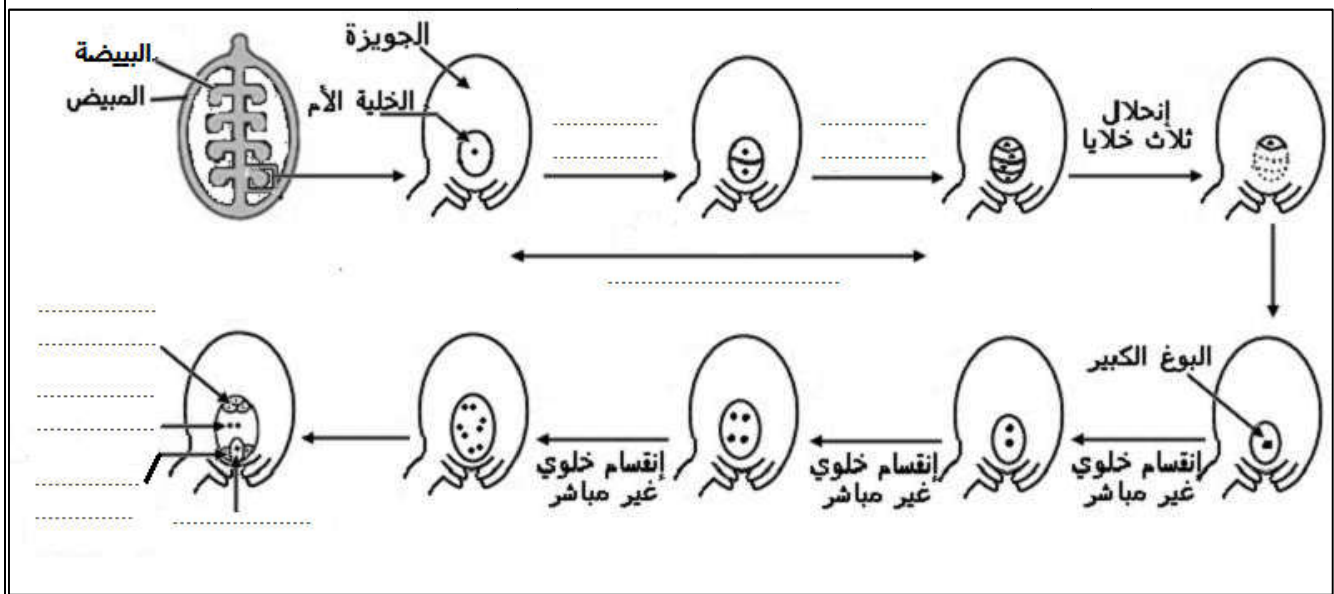 البييضة
المبيض
الجويزة
الخلية الأم
إنحلال
ثلاث خلايا
البوغ الكبير
إنقسام خلوي
غير مباشر
إنقسام خلوي
غير مباشر
إنقسام خلوي
غير مباشر